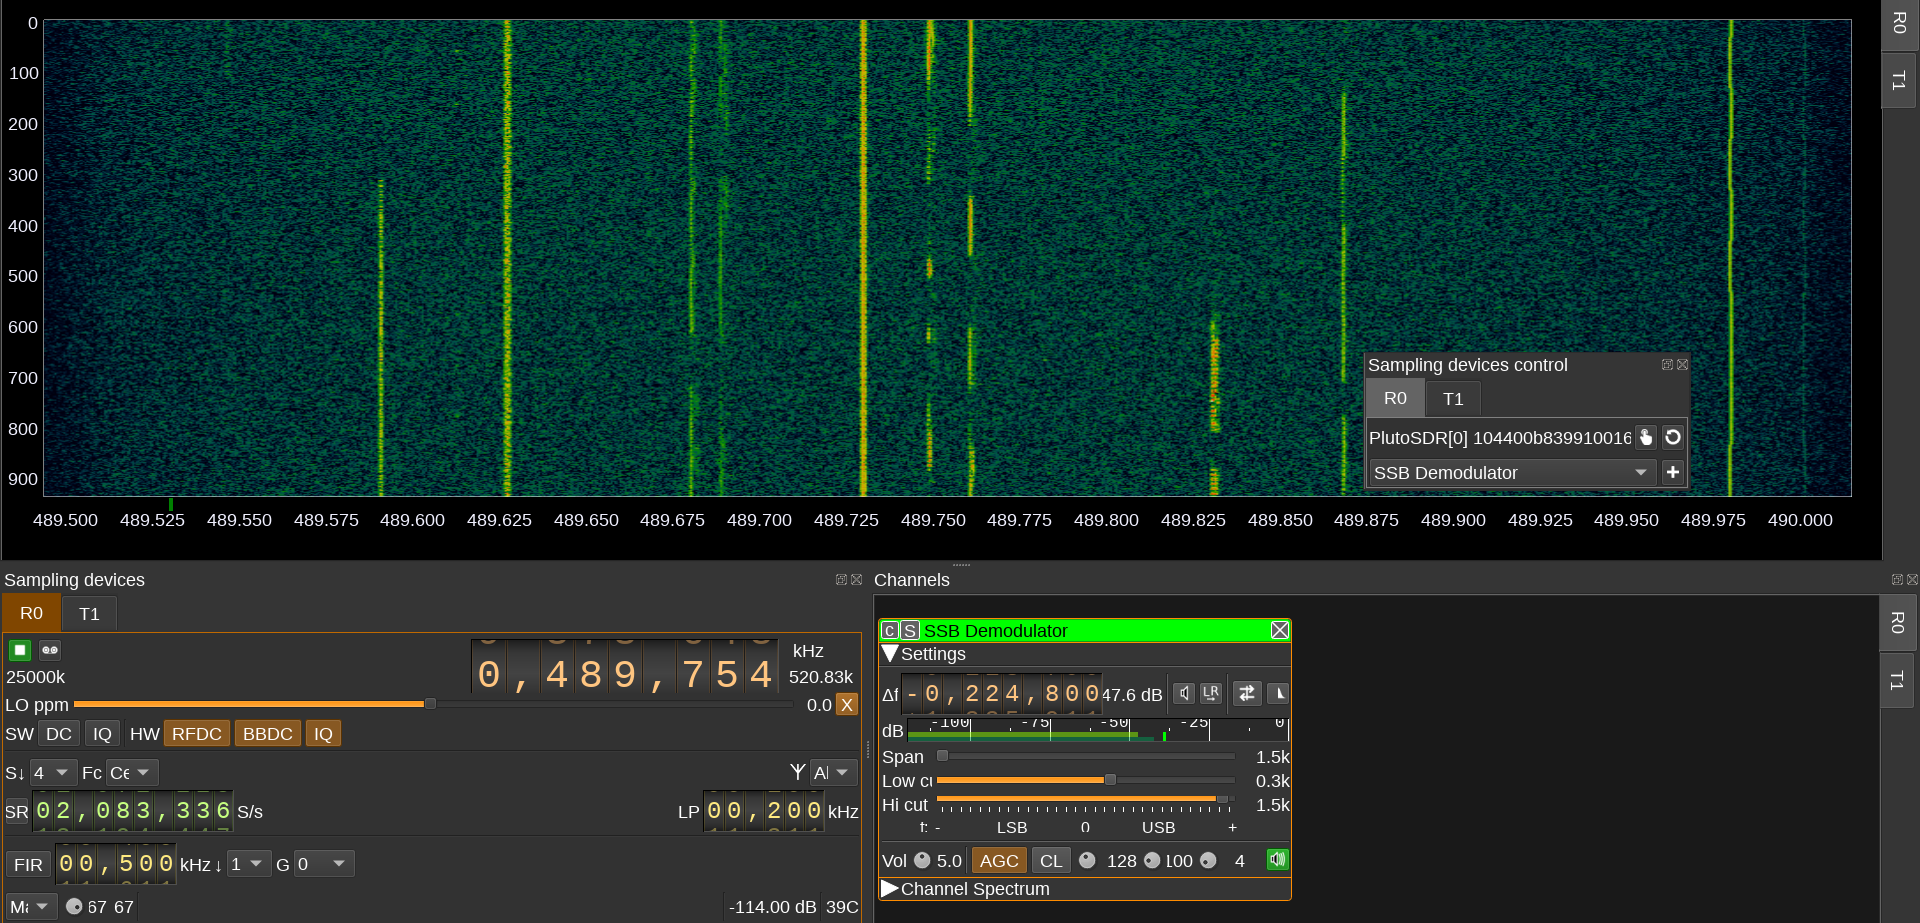 0
100
200
300
400
500
600
700
800
900
489.500 489.525 489.550 489.575 489.600 489.625 489.650 489.675 489.700 489.725 489.750 489.775 489.800 489.825 489.850 489.875 489.900 489.925 489.950 489.975 490.000
R0
T1
Sampling devices control
R0 T1
PlutoSDR[0] 104400b839910016
SSB Demodulator
Sampling devices
R0 T1
0,489,754 kHz
25000k 520.83k
LO ppm 0.0 X
SW DC IQ HW RFDC BBDC IQ
S↓ 4 Fc Ce
SR 02,083,336 S/s LP 00,200 kHz
FIR 00,500 kHz ↓ 1 G 0
67 67 -114.00 dB 39C
Channels
R0
T1
C S SSB Demodulator
Settings
Δf -0,224,800 47.6 dB LR
dB -100 -75 -50 -25 0
Span 1.5k
Low cu 0.3k
Hi cut 1.5k
f: - LSB 0 USB +
Vol 5.0 AGC CL 128 100 4
Channel Spectrum